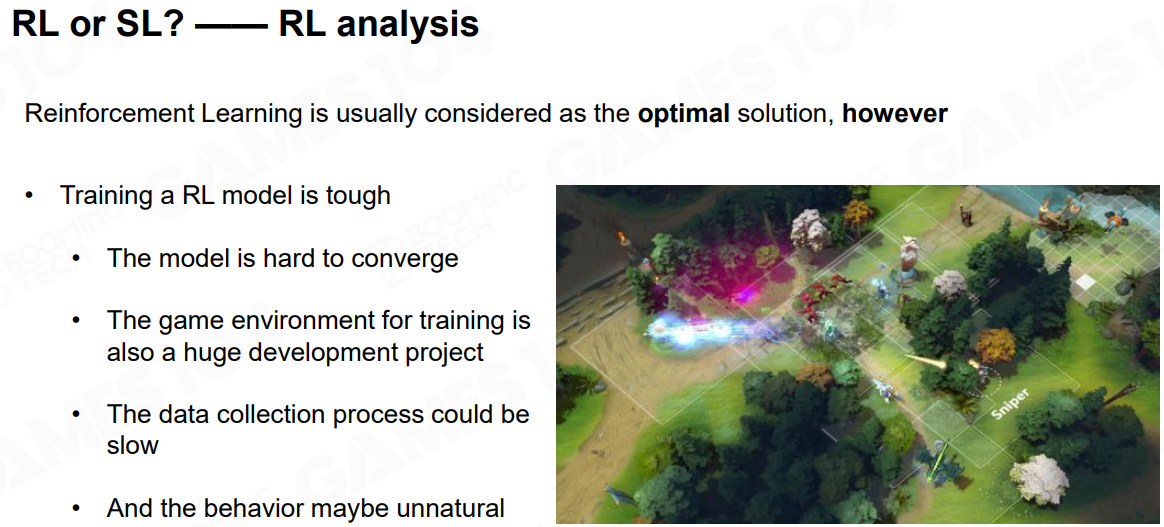 RL or SL? —— RL analysis
Reinforcement Learning is usually considered as the optimal solution, however
• Training a RL model is tough
• The model is hard to converge
• The game environment for training is
also a huge development project
• The data collection process could be
slow
• And the behavior maybe unnatural
Sniper
GAMES 104
BOOMING
TECH